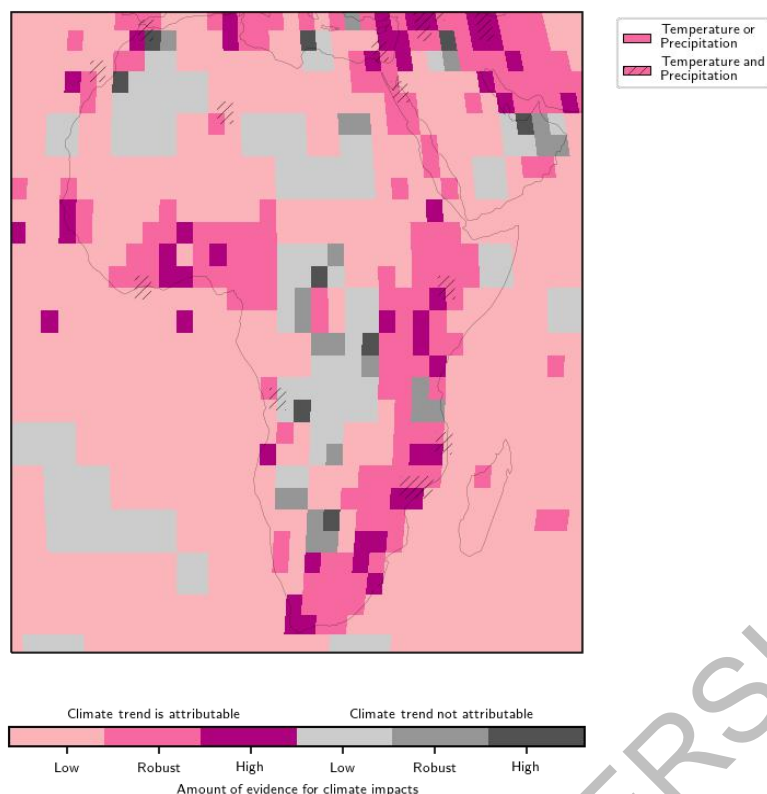 Temperature or
Precipitation
Temperature and
Precipitation
Climate trend is attributable
Climate trend not attributable
Low
Robust
High
Low
Robust
High
Amount of evidence for climate impacts
ERS